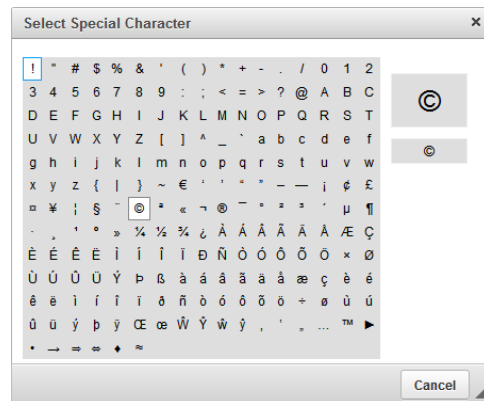 Select Special Character ×
! " # $ % & ' ( ) * + - . / 0 1 2
3 4 5 6 7 8 9 : ; < = > ? @ A B C
D E F G H I J K L M N O P Q R S T
U V W X Y Z [ ] ^ _ ` a b c d e f
g h i j k l m n o p q r s t u v w
x y z { | } ~ € ‘ ’ “ ” – — ¡ ¢ £
¤ ¥ ¦ § ¨ © ª « ¬ ® ¯ ° ² ³ ´ µ ¶
· ¸ ¹ º » ¼ ½ ¾ ¿ À Á Â Ã Ä Å Æ Ç
È É Ê Ë Ì Í Î Ï Ð Ñ Ò Ó Ô Õ Ö × Ø
Ù Ú Û Ü Ý Þ ß à á â ã ä å æ ç è é
ê ë ì í î ï ð ñ ò ó ô õ ö ÷ ø ù ú
û ü ý þ ÿ Œ œ Ŵ Ŷ ŵ ŷ ‚ ‛ „ … ™ ►
• → ⇒ ⇔ ♦ ≈
©
©
Cancel